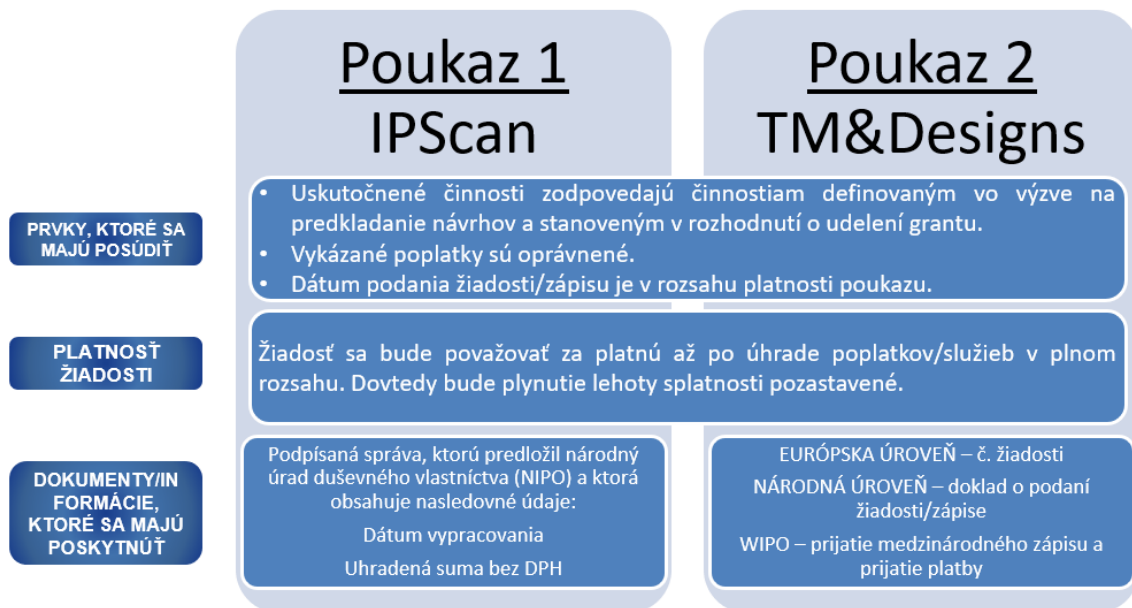 Poukaz 1
IPScan
Poukaz 2
TM&Designs
PRVKY, KTORÉ SA
MAJÚ POSÚDIŤ
• Uskutočnené činnosti zodpovedajú činnostiam definovaným vo výzve na
predkladanie návrhov a stanoveným v rozhodnutí o udelení grantu.
• Vykázané poplatky sú oprávnené.
• Dátum podania žiadosti/zápisu je v rozsahu platnosti poukazu.
PLATNOSŤ
ŽIADOSTI
Žiadosť sa bude považovať za platnú až po úhrade poplatkov/služieb v plnom
rozsahu. Dovtedy bude plynutie lehoty splatnosti pozastavené.
DOKUMENTY/IN
FORMÁCIE,
KTORÉ SA MAJÚ
POSKYTNÚŤ
Podpísaná správa, ktorú predložil národný
úrad duševného vlastníctva (NIPO) a ktorá
obsahuje nasledovné údaje:
Dátum vypracovania
Uhradená suma bez DPH
EURÓPSKA ÚROVEŇ – č. žiadosti
NÁRODNÁ ÚROVEŇ – doklad o podaní
žiadosti/zápise
WIPO – prijatie medzinárodného zápisu a
prijatie platby